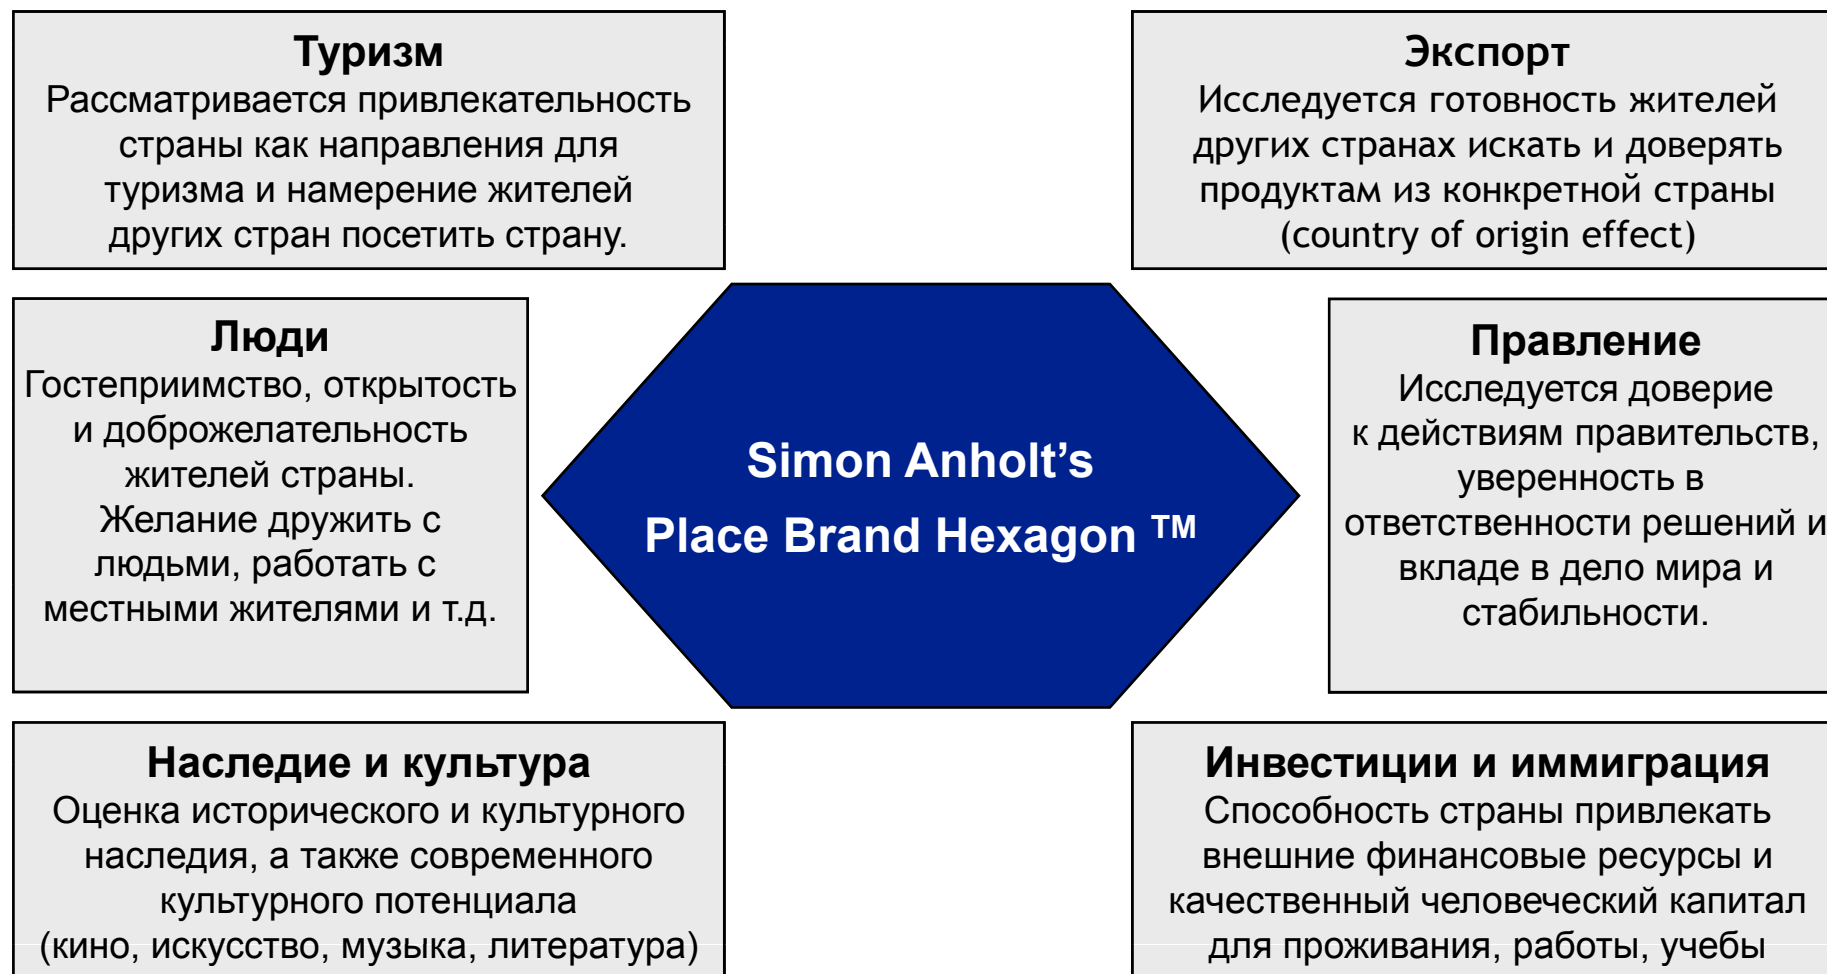 Туризм
Рассматривается привлекательность
страны как направления для
туризма и намерение жителей
других стран посетить страну.
Экспорт
Исследуется готовность жителей
других странах искать и доверять
продуктам из конкретной страны
(country of origin effect)
Люди
Гостеприимство, открытость
и доброжелательность
жителей страны.
Желание дружить с
людьми, работать с
местными жителями и т.д.
Simon Anholt’s
Place Brand Hexagon TM
Правление
Исследуется доверие
к действиям правительств,
уверенность в
ответственности решений и
вкладе в дело мира и
стабильности.
Наследие и культура
Оценка исторического и культурного
наследия, а также современного
культурного потенциала
(кино, искусство, музыка, литература)
Инвестиции и иммиграция
Способность страны привлекать
внешние финансовые ресурсы и
качественный человеческий капитал
для проживания, работы, учебы